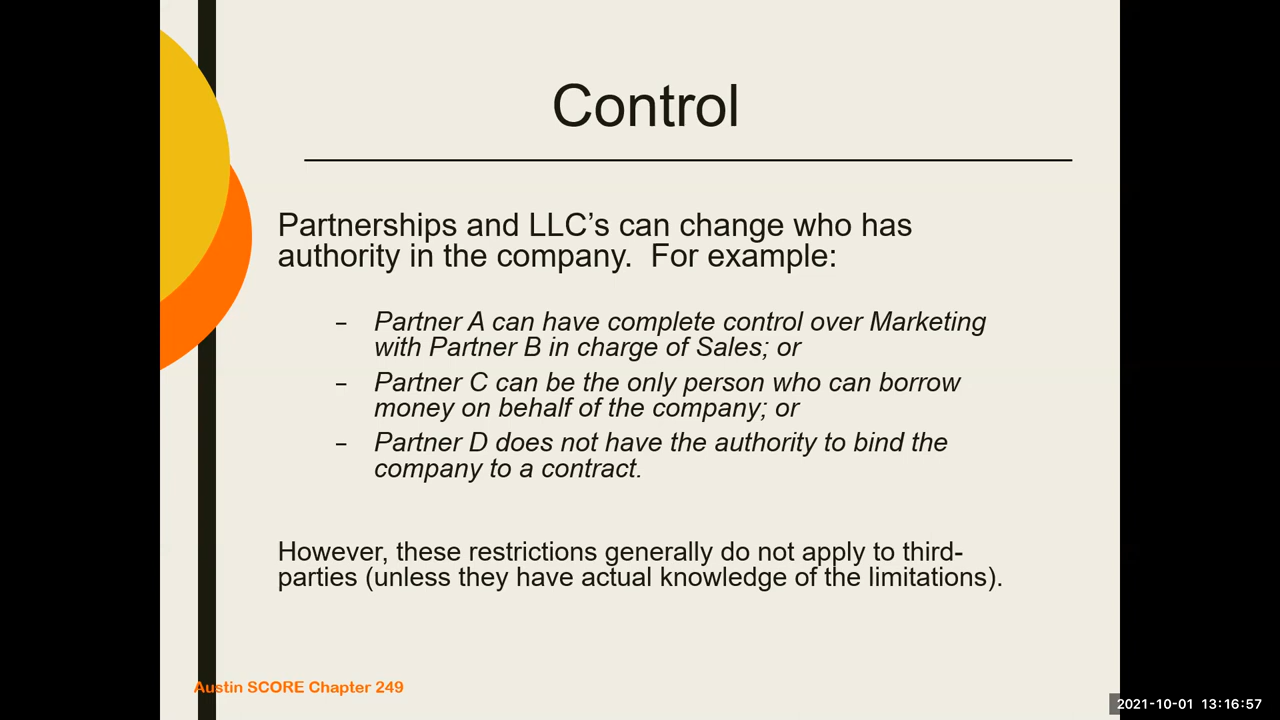 Control
Partnerships and LLC’s can change who has
authority in the company.  For example:
– Partner A can have complete control over Marketing
with Partner B in charge of Sales; or
– Partner C can be the only person who can borrow
money on behalf of the company; or
– Partner D does not have the authority to bind the
company to a contract.
However, these restrictions generally do not apply to third-
parties (unless they have actual knowledge of the limitations).
Austin SCORE Chapter 249
2021-10-01 13:16:57